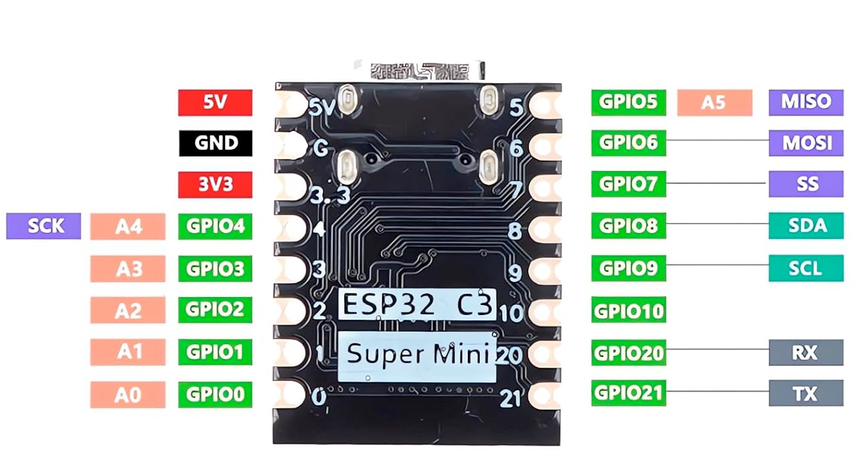 5V 5V 5 GPIO5 A5 MISO
GND G 6 GPIO6 MOSI
3V3 3.3 7 GPIO7 SS
SCK A4 GPIO4 4 8 GPIO8 SDA
A3 GPIO3 3 9 GPIO9 SCL
A2 GPIO2 2 ESP32 C3 10 GPIO10
A1 GPIO1 1 Super Mini 20 GPIO20 RX
A0 GPIO0 0 21 GPIO21 TX